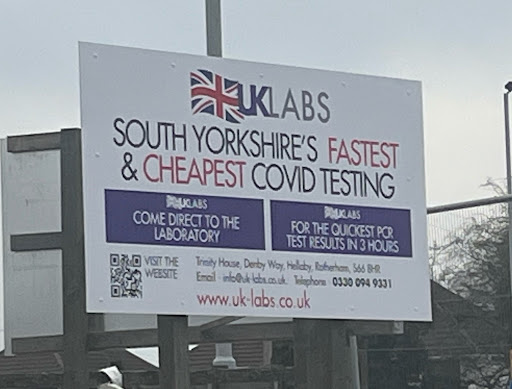 UKLABS
SOUTH YORKSHIRE'S FASTEST
& CHEAPEST COVID TESTING
UKLABS
COME DIRECT TO THE
LABORATORY
UKLABS
FOR THE QUICKEST PCR
TEST RESULTS IN 3 HOURS
VISIT THE
WEBSITE
Trinity House, Denby Way, Hellaby, Rotherham, S66 8HR
Email info@uk-labs.co.uk Telephone 0330 094 9331
www.uk-labs.co.uk